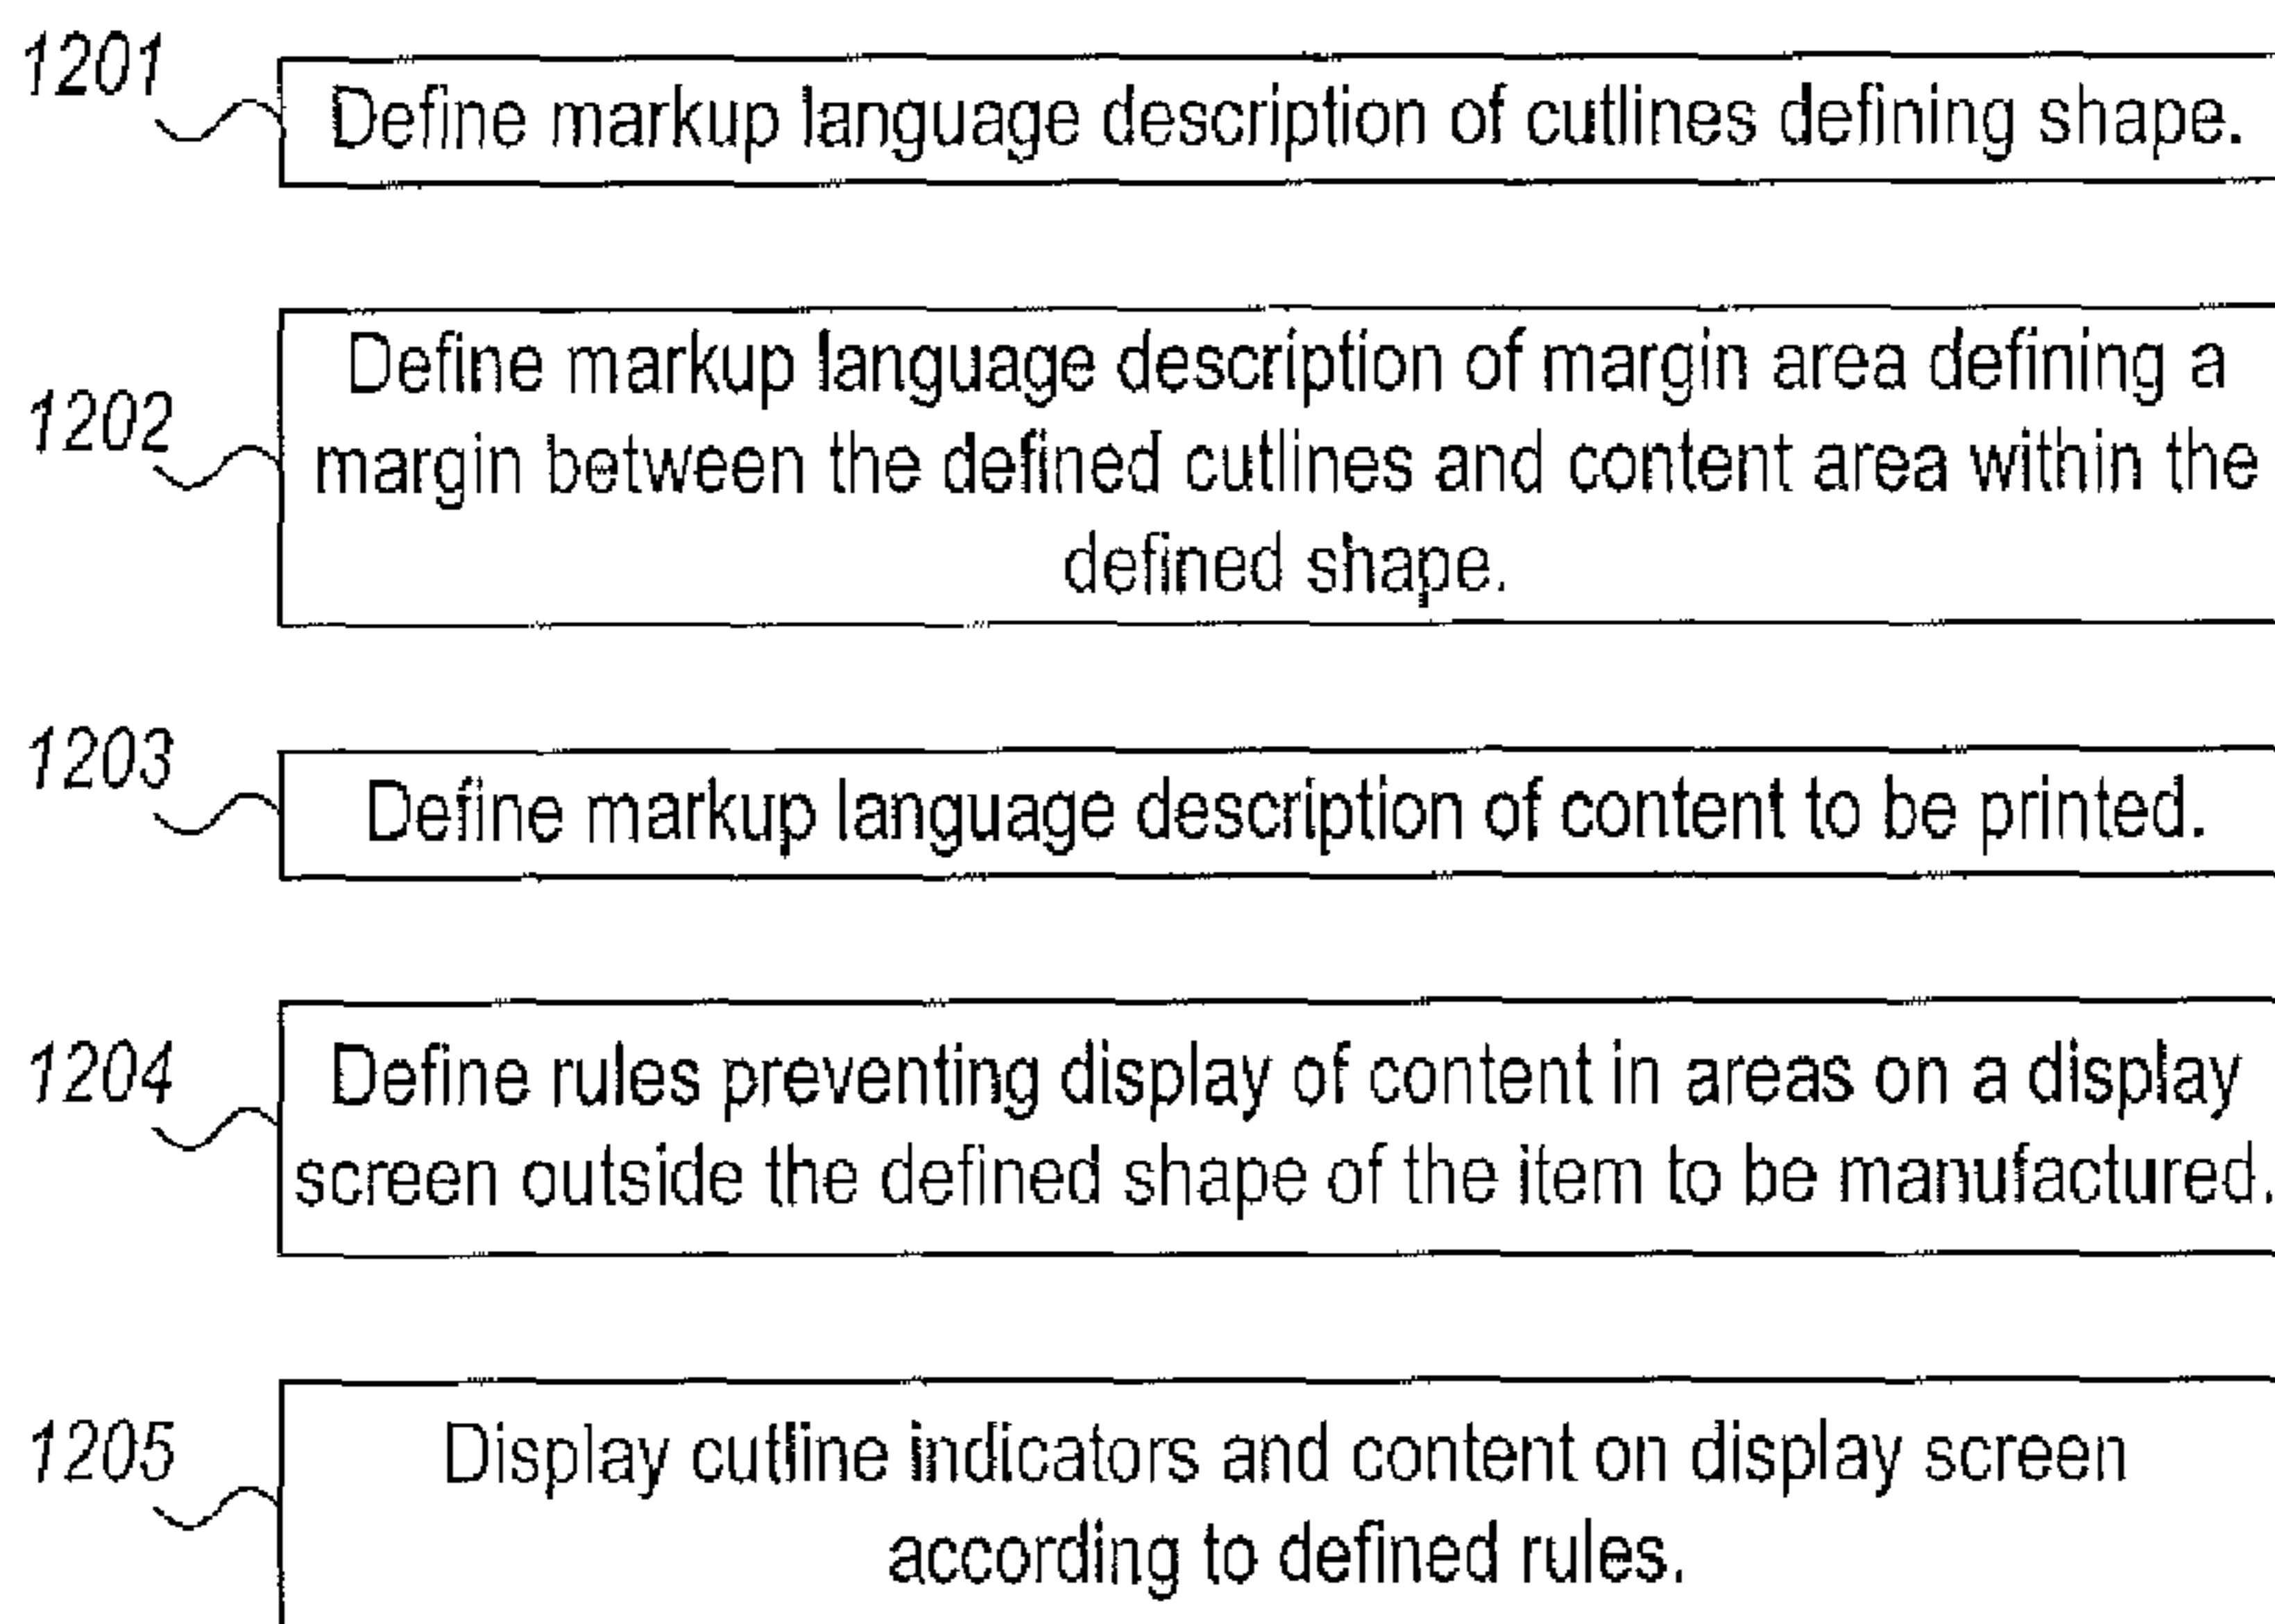 1201
Define markup language description of cutlines defining shape.
1202
Define markup language description of margin area defining a
margin between the defined cutlines and content area within the
defined shape.
1203
Define markup language description of content to be printed.
1204
Define rules preventing display of content in areas on a display
screen outside the defined shape of the item to be manufactured.
1205
Display cutline indicators and content on display screen
according to defined rules.